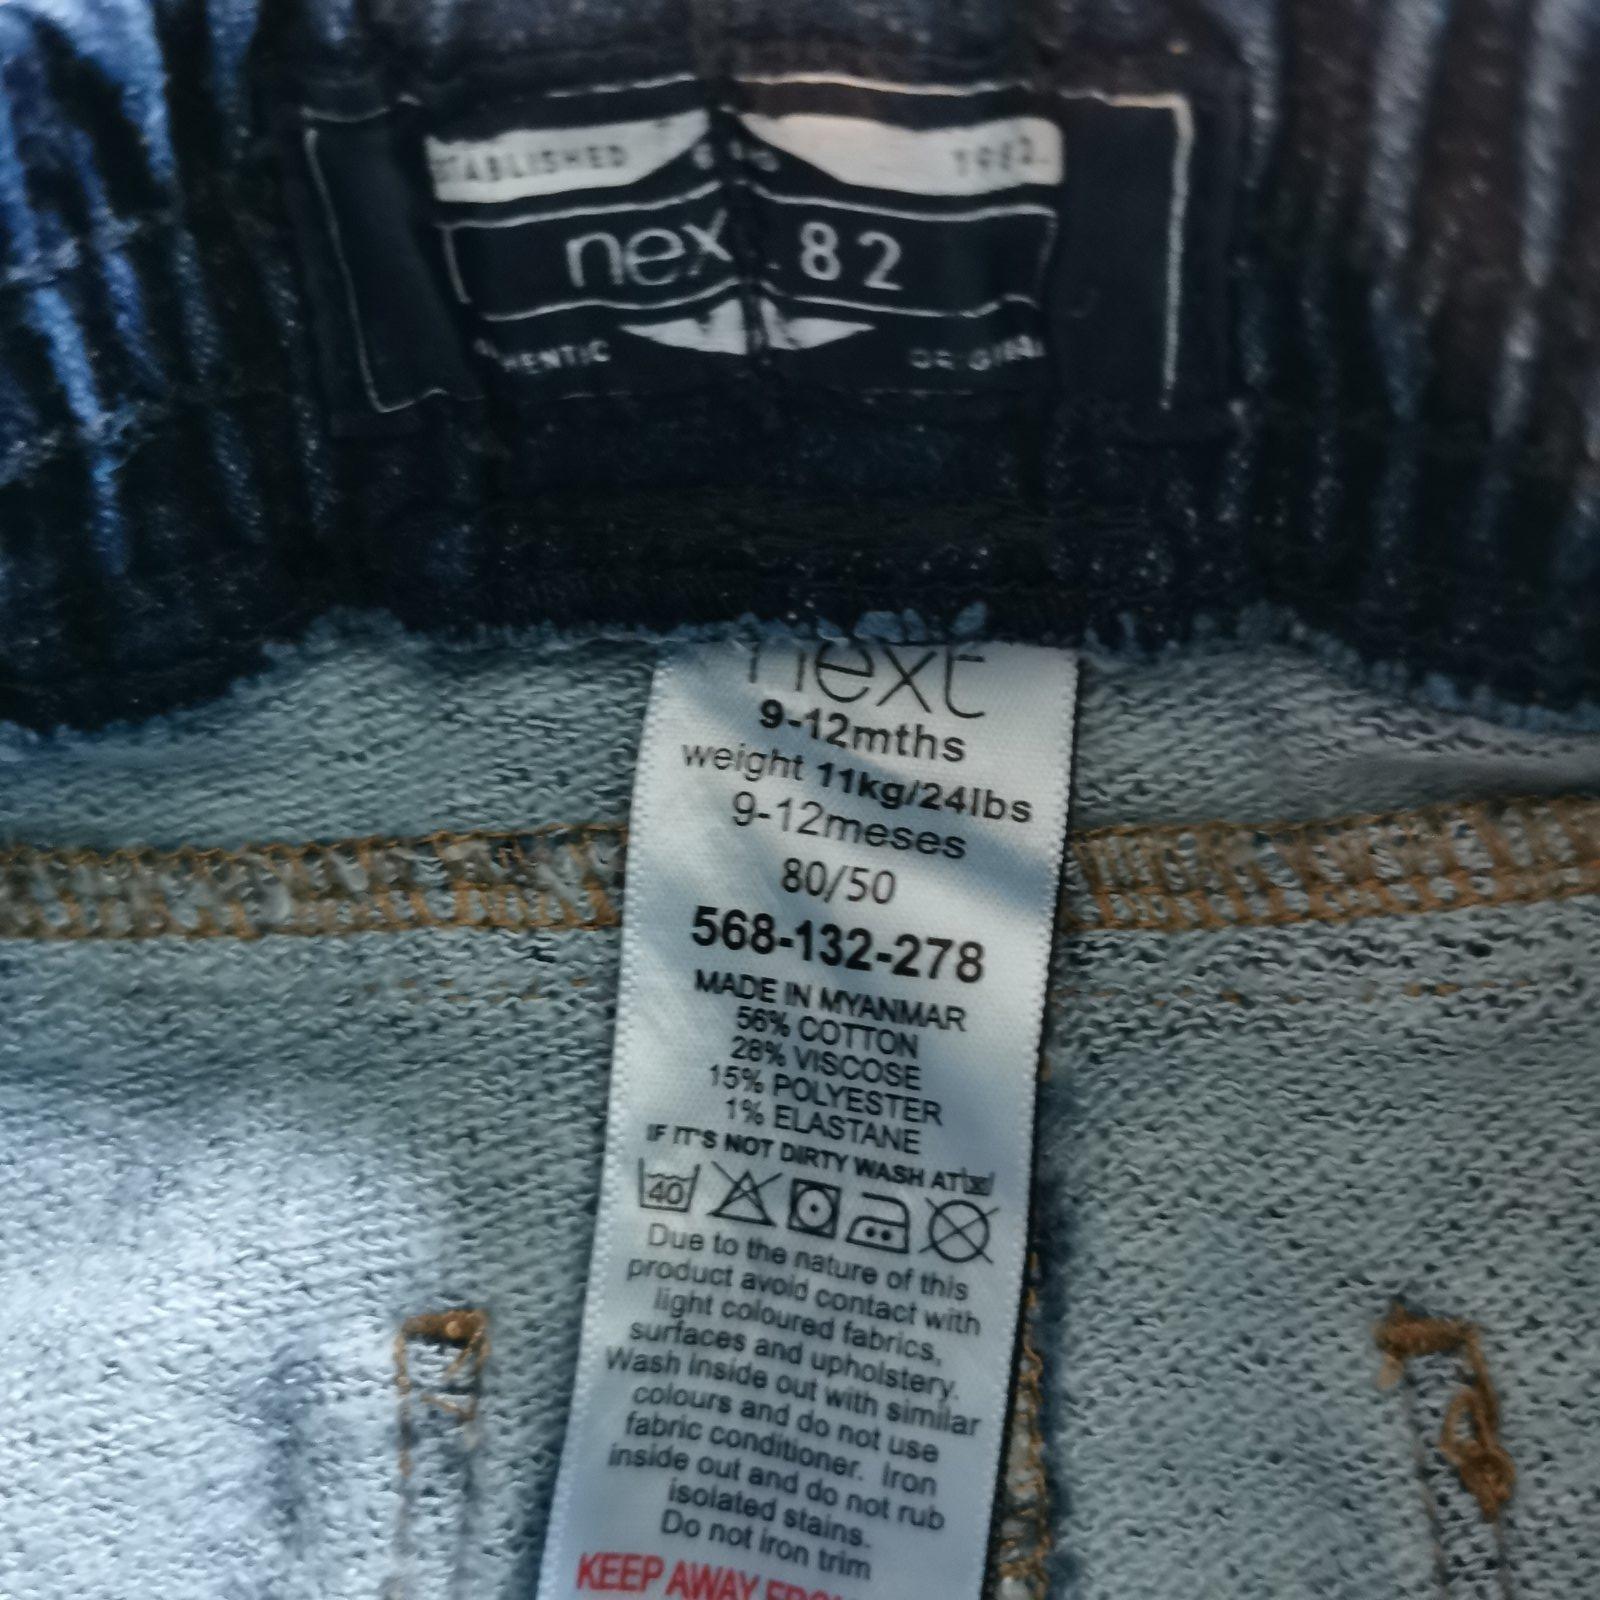 ESTABLISHED 1982
nex 82
AUTHENTIC ORIGINAL
next
9-12mths
weight 11kg/24lbs
9-12meses
80/50
568-132-278
MADE IN MYANMAR
56% COTTON
28% VISCOSE
15% POLYESTER
1% ELASTANE
IF IT'S NOT DIRTY WASH AT
40
Due to the nature of this
product avoid contact with
light coloured fabrics,
surfaces and upholstery.
Wash inside out with similar
colours and do not use
fabric conditioner. Iron
inside out and do not rub
isolated stains.
Do not iron trim
KEEP AWAY FROM